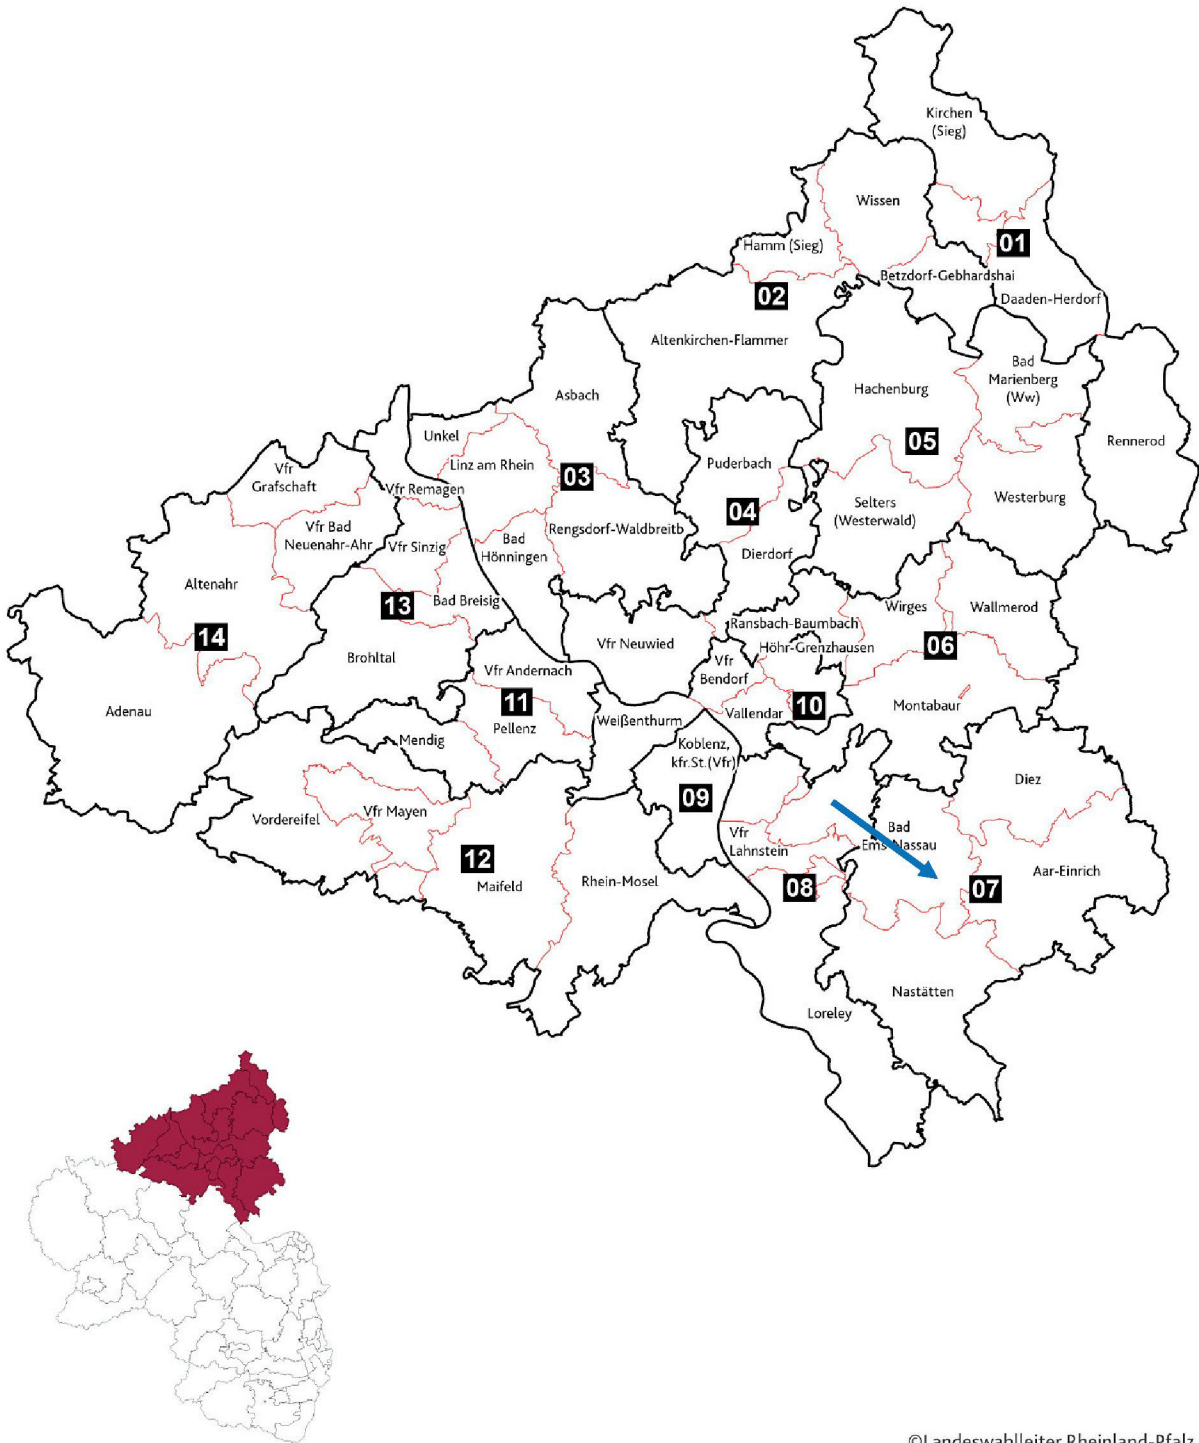 Kirchen
(Sieg)
Wissen
01
Hamm (Sieg)
Betzdorf-Gebhardshai
02
Daaden-Herdorf
Altenkirchen-Flammer
Bad
Marienberg
(Ww)
Hachenburg
Asbach
Unkel
05
Rennerod
Linz am Rhein
Puderbach
03
Vfr
Grafschaft
Vfr Remagen
Westerburg
Selters
(Westerwald)
04
Vfr Bad
Neuenahr-Ahr
Rengsdorf-Waldbreitb
Bad
Hönningen
Vfr Sinzig
Dierdorf
Altenahr
Bad Breisig
13
Wirges
Wallmerod
Ransbach-Baumbach
14
Vfr Neuwied
Höhr-Grenzhausen
06
Brohltal
Vfr Andernach
Vfr
Bendorf
11
10
Montabaur
Adenau
Vallendar
Weißenthurm
Pellenz
Mendig
Koblenz,
kfr.St.(Vfr)
Diez
09
Vfr Mayen
Vordereifel
Vfr
Lahnstein
Bad
Ems-Nassau
12
Aar-Einrich
Maifeld
Rhein-Mosel
08
07
Nastätten
Loreley
©Landeswahlleiter Rheinland-Pfalz